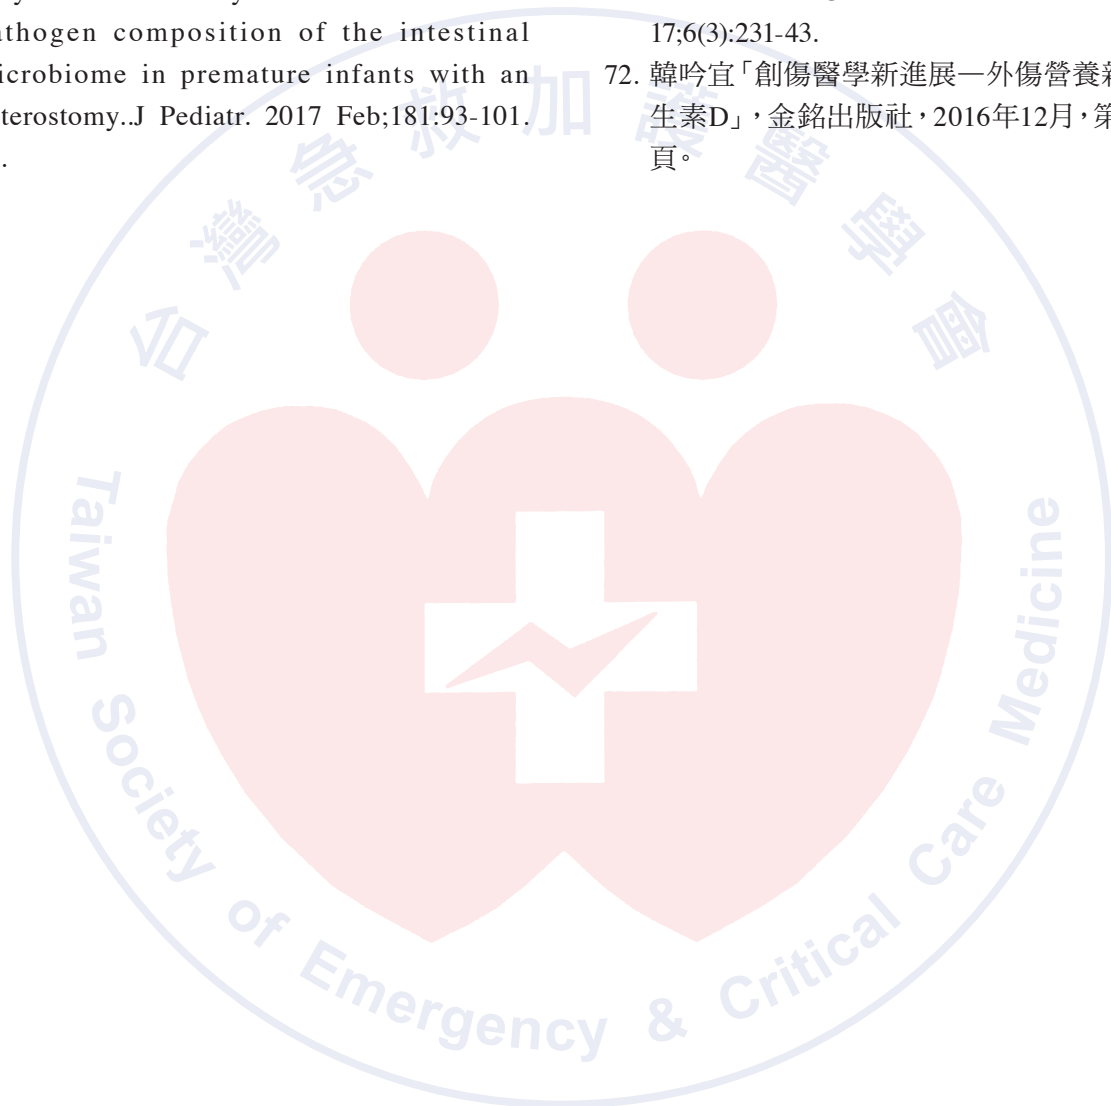 athogen composition of the intestinal
icrobiome in premature infants with an
terostomy..J Pediatr. 2017 Feb;181:93-101.
.
17;6(3):231-43.
72. 韓吟宜「創傷醫學新進展—外傷營養
生素D」，金銘出版社，2016年12月，第
頁。
台灣急救加護醫學會
Taiwan Society of Emergency & Critical Care Medicine